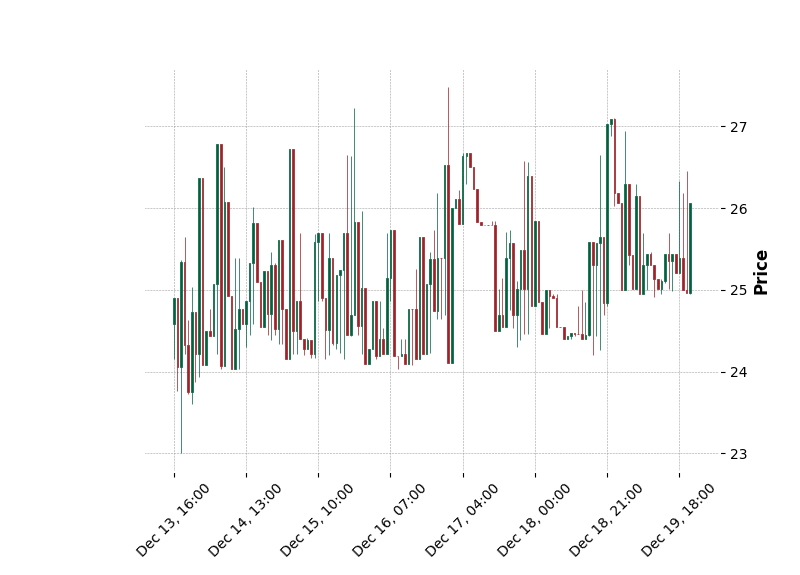 27
26
25
24
23
Price
Dec 13, 16:00
Dec 14, 13:00
Dec 15, 10:00
Dec 16, 07:00
Dec 17, 04:00
Dec 18, 00:00
Dec 18, 21:00
Dec 19, 18:00